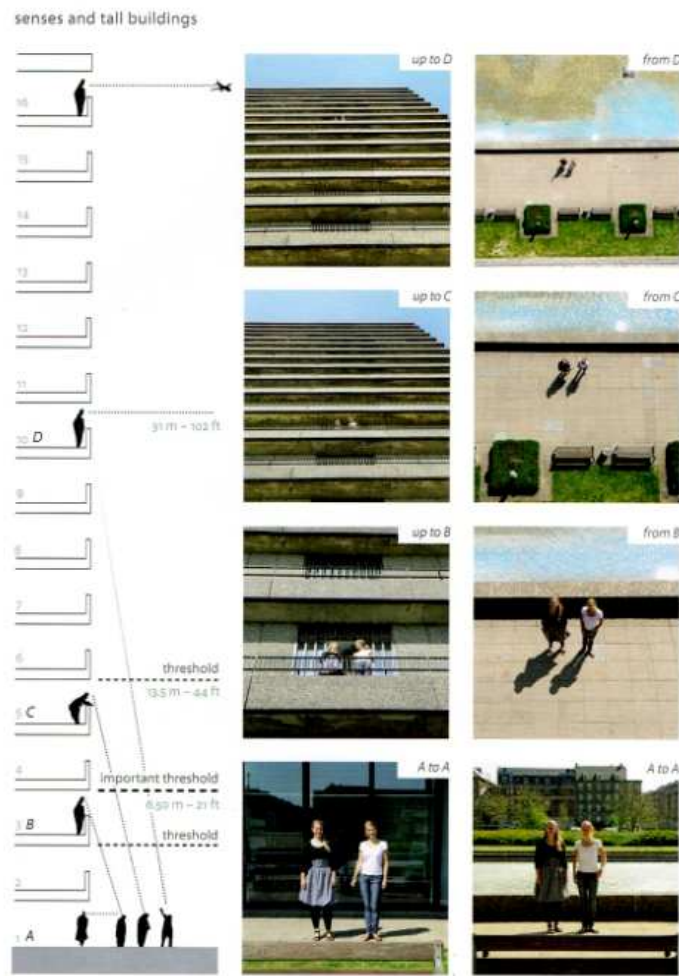 senses and tall buildings
up to D
from D
16
15
14
13
12
11
31 m – 102 ft
10 D
9
8
7
6
threshold
13.5 m – 44 ft
5 C
4
important threshold
6.50 m – 21 ft
3 B
threshold
2
1 A
up to C
from C
up to B
from B
A to A
A to A